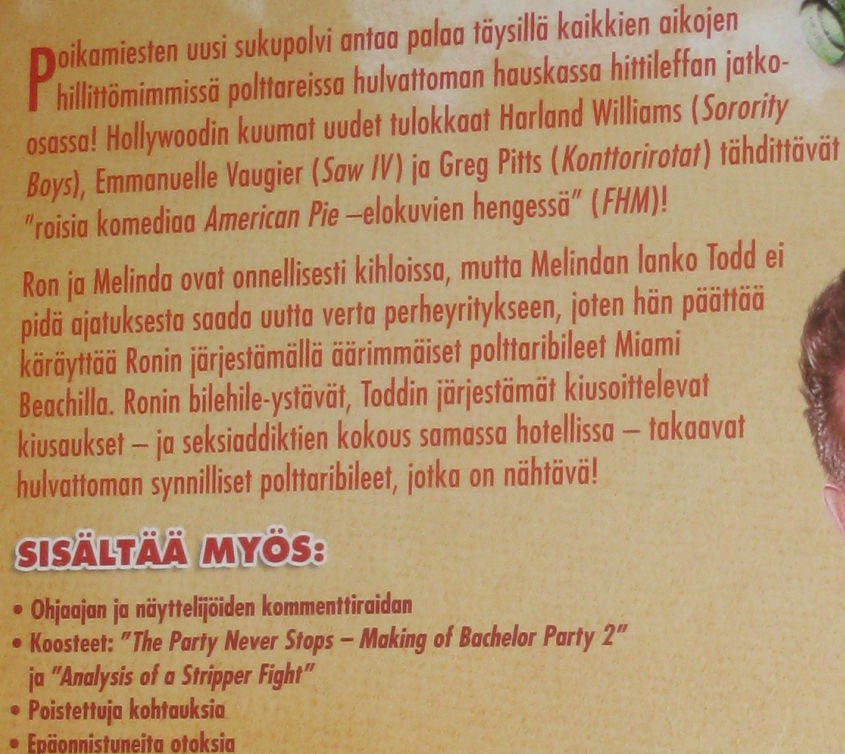 Poikamiesten uusi sukupolvi antaa palaa täysillä kaikkien aikojen
hillittömimmissä polttareissa hulvattoman hauskassa hittileffan jatko-
osassa! Hollywoodin kuumat uudet tulokkaat Harland Williams (Sorority
Boys), Emmanuelle Vaugier (Saw IV) ja Greg Pitts (Konttorirotat) tähdittävät
"roisia komediaa American Pie –elokuvien hengessä" (FHM)!
Ron ja Melinda ovat onnellisesti kihloissa, mutta Melindan lanko Todd ei
pidä ajatuksesta saada uutta verta perheyritykseen, joten hän päättää
käräyttää Ronin järjestämällä äärimmäiset polttaribileet Miami
Beachilla. Ronin bilehile-ystävät, Toddin järjestämät kiusoittelevat
kiusaukset – ja seksiaddiktien kokous samassa hotellissa – takaavat
hulvattoman synnilliset polttaribileet, jotka on nähtävä!
SISÄLTÄÄ MYÖS:
• Ohjaajan ja näyttelijöiden kommenttiraidan
• Koosteet: "The Party Never Stops – Making of Bachelor Party 2"
ja "Analysis of a Stripper Fight"
• Poistettuja kohtauksia
• Epäonnistuneita otoksia